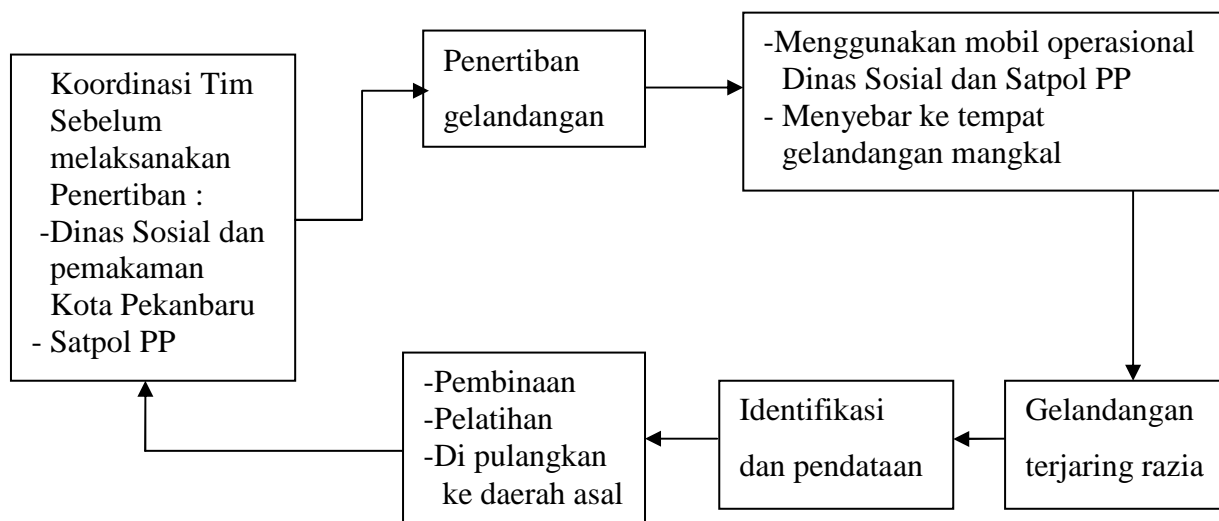 Koordinasi Tim
Sebelum
melaksanakan
Penertiban :
-Dinas Sosial dan
pemakaman
Kota Pekanbaru
- Satpol PP
Penertiban
gelandangan
-Menggunakan mobil operasional
Dinas Sosial dan Satpol PP
- Menyebar ke tempat
gelandangan mangkal
Gelandangan
terjaring razia
Identifikasi
dan pendataan
-Pembinaan
-Pelatihan
-Di pulangkan
ke daerah asal